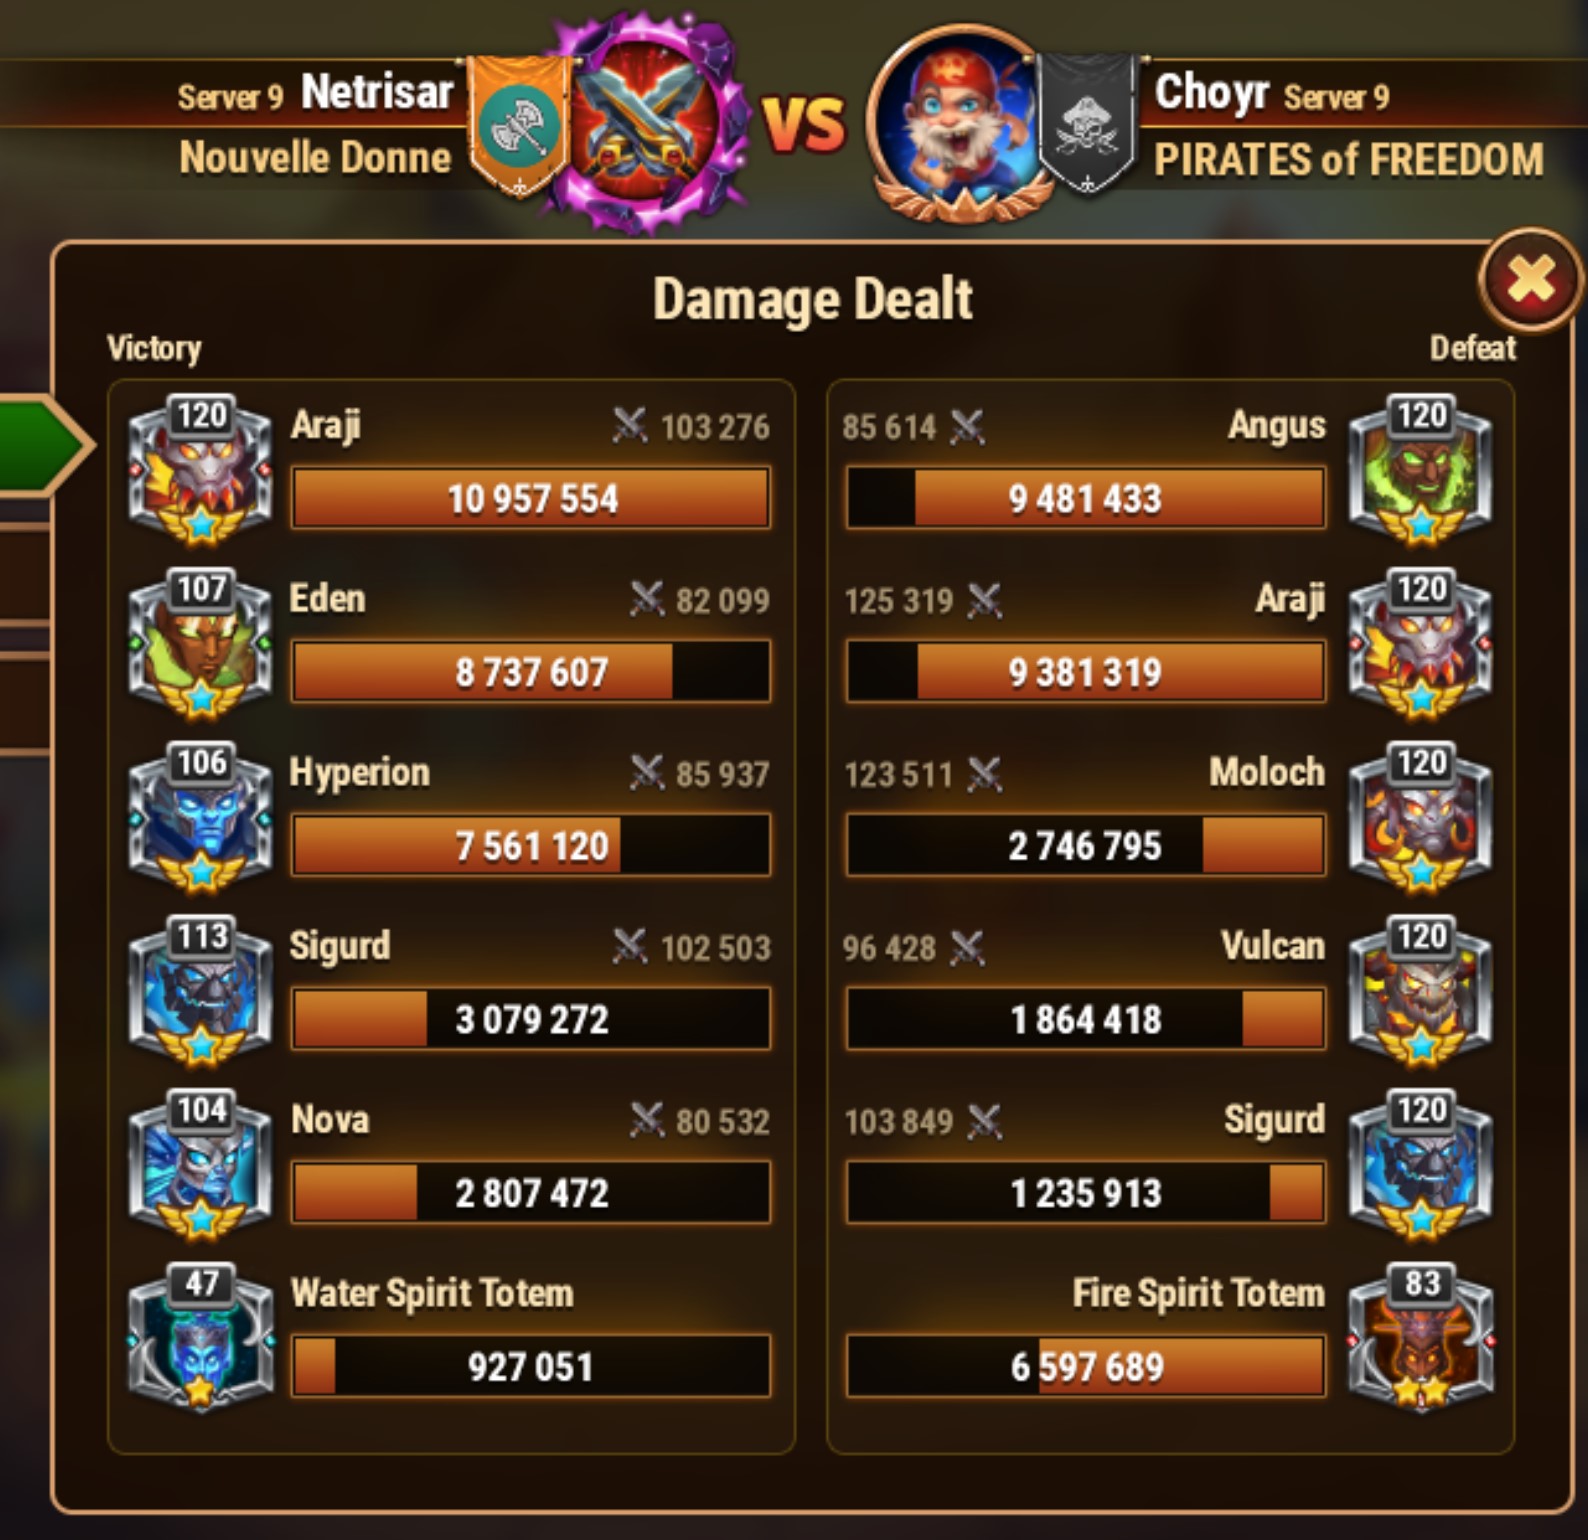 Server 9 Netrisar
Nouvelle Donne
VS
Choyr Server 9
PIRATES of FREEDOM
Damage Dealt
Victory
Defeat
120 Araji 103 276
10 957 554
85 614 Angus 120
9 481 433
107 Eden 82 099
8 737 607
125 319 Araji 120
9 381 319
106 Hyperion 85 937
7 561 120
123 511 Moloch 120
2 746 795
113 Sigurd 102 503
3 079 272
96 428 Vulcan 120
1 864 418
104 Nova 80 532
2 807 472
103 849 Sigurd 120
1 235 913
47 Water Spirit Totem
927 051
Fire Spirit Totem 83
6 597 689